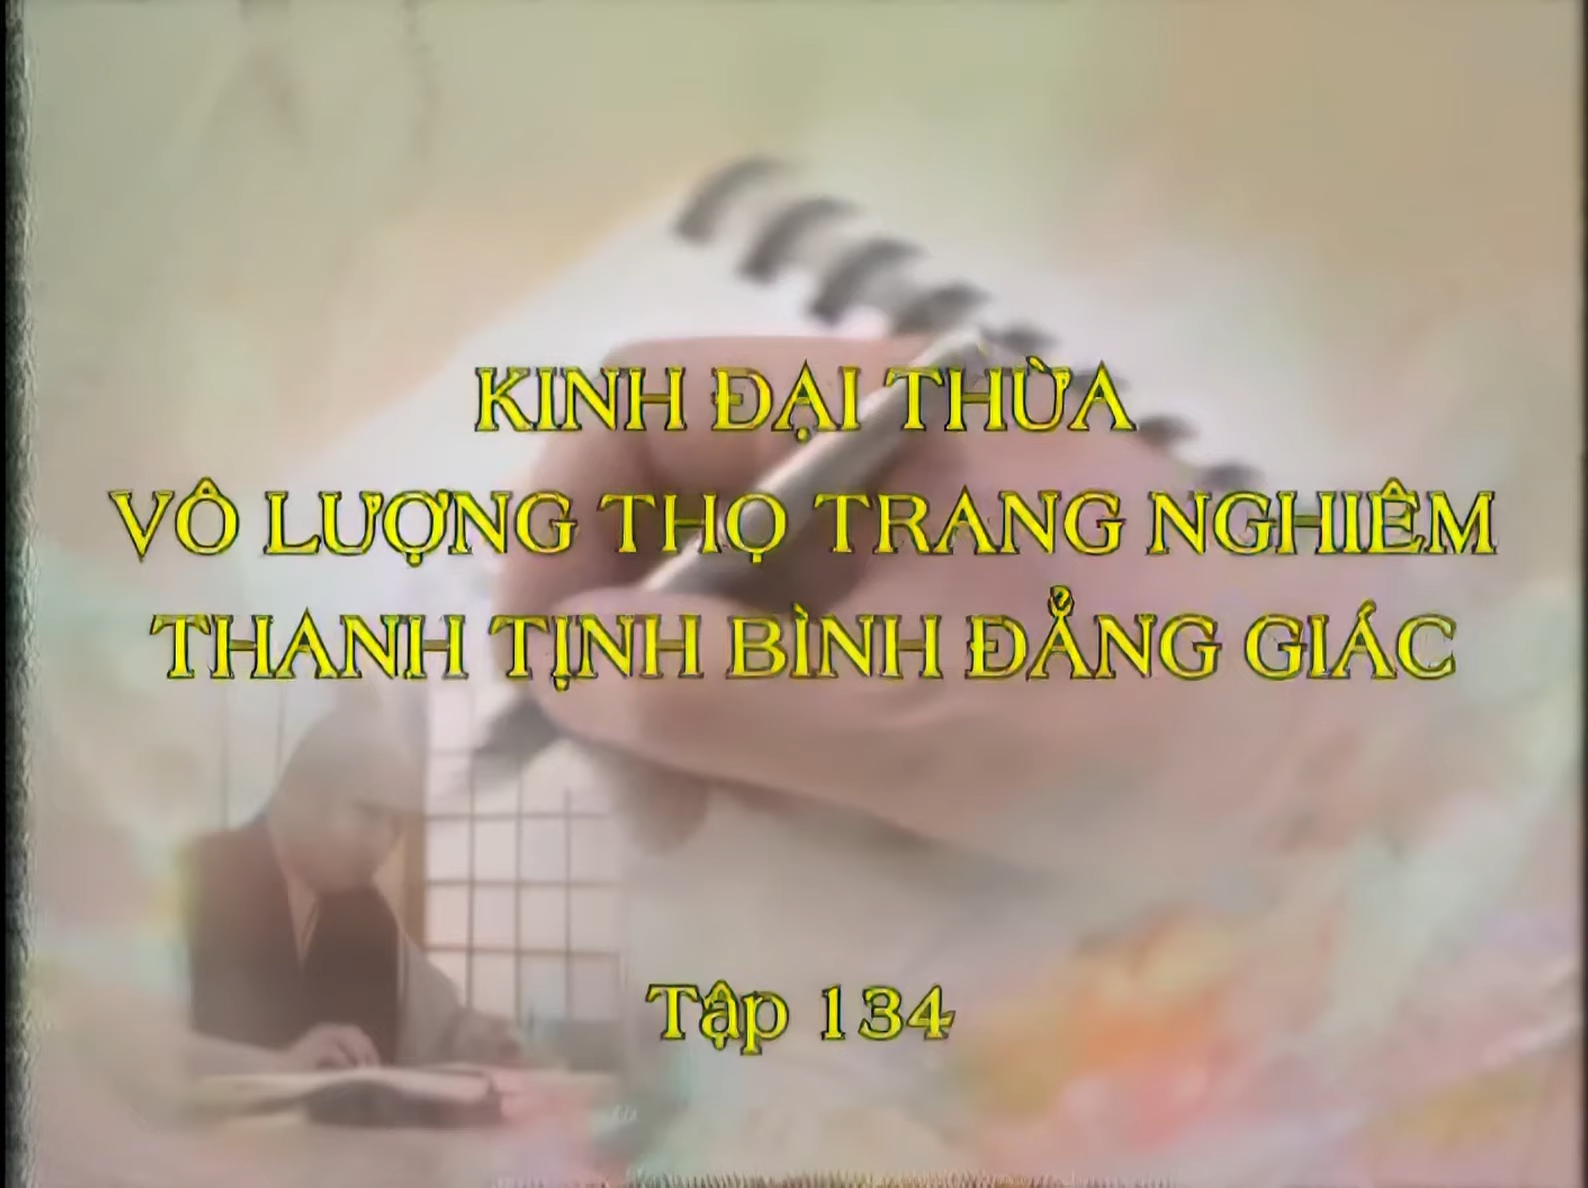 KINH ĐẠI THỪA
VÔ LƯỢNG THỌ TRANG NGHIÊM
THANH TỊNH BÌNH ĐẲNG GIÁC
Tập 134